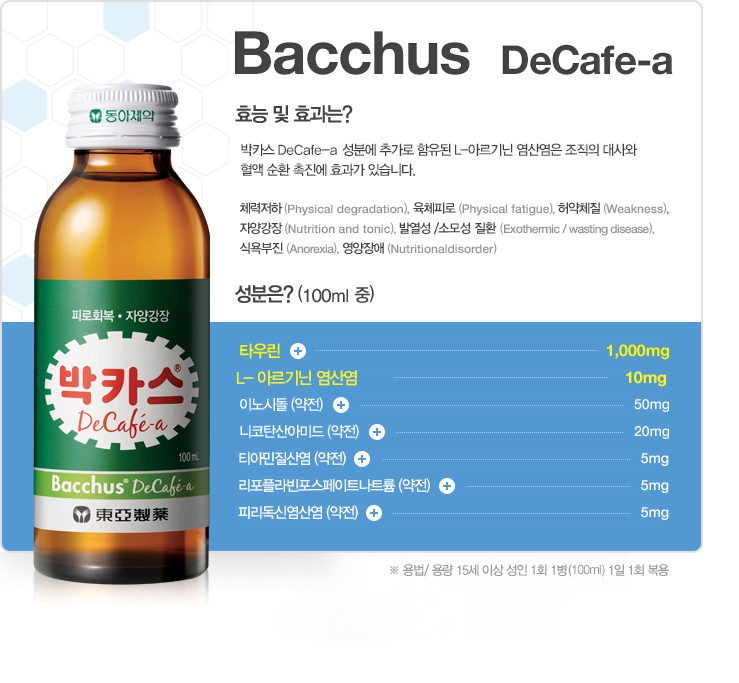 Bacchus DeCafe-a
동아제약
효능 및 효과는?
박카스 DeCafe-a 성분에 추가로 함유된 L-아르기닌 염산염은 조직의 대사와
혈액 순환 촉진에 효과가 있습니다.
체력저하 (Physical degradation), 육체피로 (Physical fatigue), 허약체질 (Weakness),
자양강장 (Nutrition and tonic), 발열성 /소모성 질환 (Exothermic / wasting disease),
식욕부진 (Anorexia), 영양장애 (Nutritionaldisorder)
성분은? (100ml 중)
피로회복 • 자양강장
박카스®
DeCafé-a
100 mL
Bacchus® DeCafé-a
東亞製藥
타우린 1,000mg
L- 아르기닌 염산염 10mg
이노시톨 (약전) 50mg
니코탄산아미드 (약전) 20mg
티아민질산염 (약전) 5mg
리포플라빈포스페이트나트륨 (약전) 5mg
피리독신염산염 (약전) 5mg
※ 용법/ 용량 15세 이상 성인 1회 1병(100ml) 1일 1회 복용